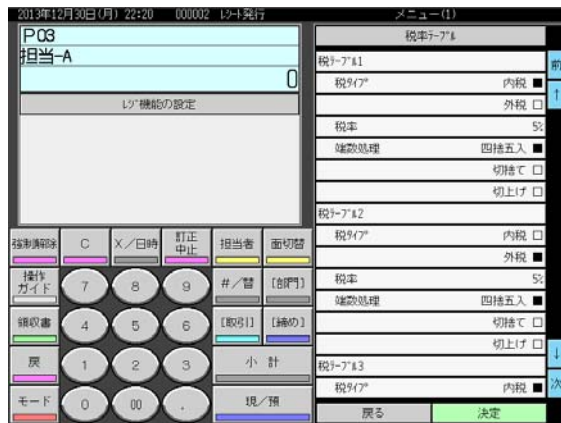 2013年12月30日(月) 22:20 000002 レシート発行
メニュー(1)
P03
担当-A
0
レジ機能の設定
強制解除
C
X/日時
訂正
中止
担当者
面切替
操作
ガイド
7
8
9
#/替
[部門]
領収書
4
5
6
[取引]
[締め]
戻
1
2
3
小 計
モード
0
00
.
現/預
税率テーブル
税テーブル1
税タイプ 内税 ■
外税 □
税率 5%
端数処理 四捨五入 ■
切捨て □
切上げ □
税テーブル2
税タイプ 内税 □
外税 ■
税率 5%
端数処理 四捨五入 ■
切捨て □
切上げ □
税テーブル3
税タイプ 内税 ■
戻る
決定
前
↑
↓
次